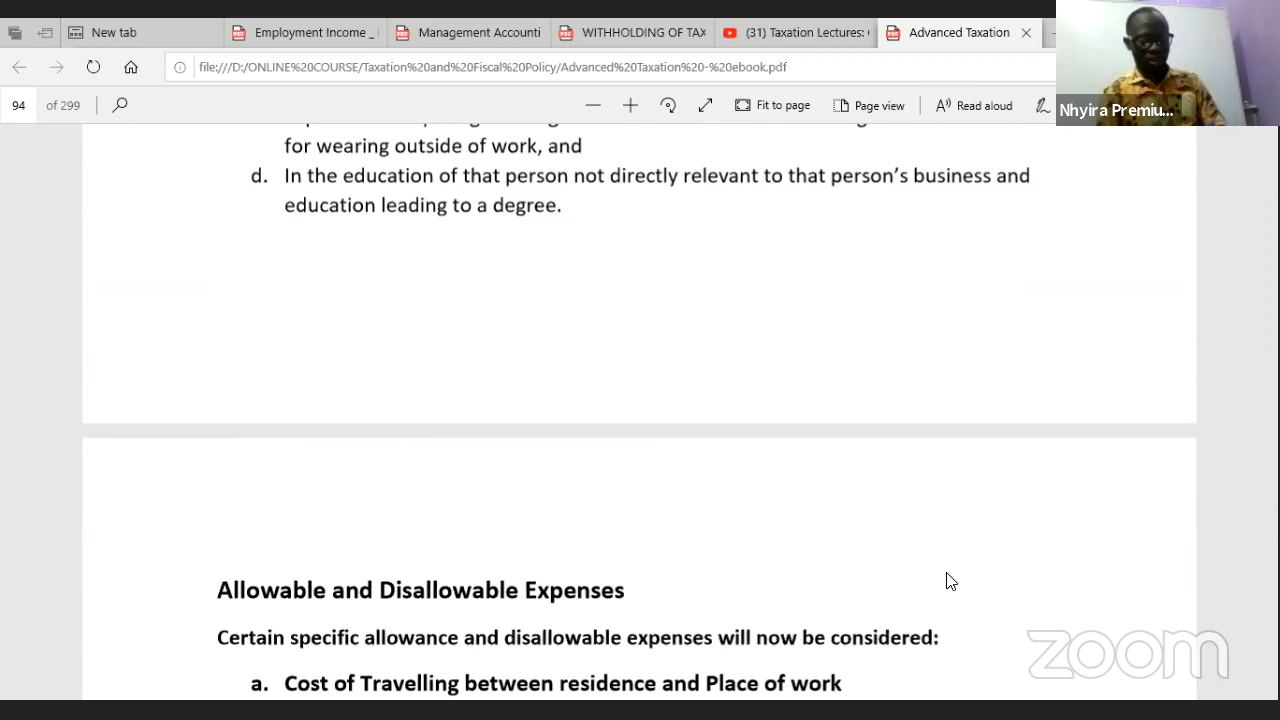 New tab
Employment Income _
Management Accounti
WITHHOLDING OF TAX
(31) Taxation Lectures:
Advanced Taxation
file:///D:/ONLINE%20COURSE/Taxation%20and%20Fiscal%20Policy/Advanced%20Taxation%20-%20ebook.pdf
94 of 299
Fit to page
Page view
Read aloud
Nhyira Premiu...
for wearing outside of work, and
d. In the education of that person not directly relevant to that person's business and
education leading to a degree.
Allowable and Disallowable Expenses
Certain specific allowance and disallowable expenses will now be considered:
zoom
a. Cost of Travelling between residence and Place of work